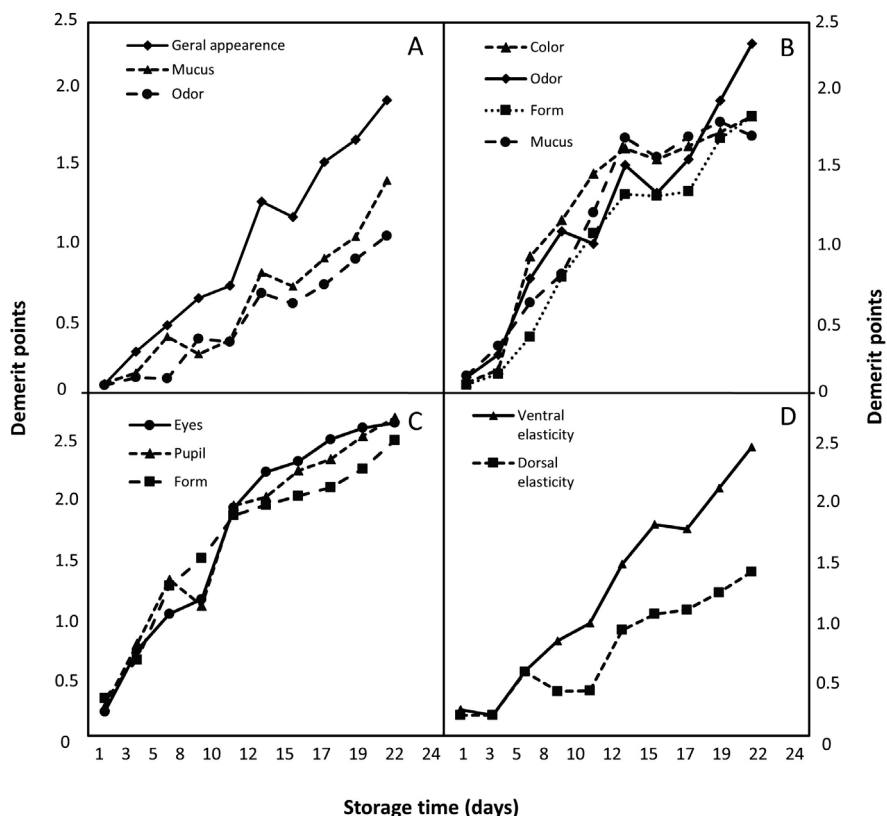 2.5
2.0
1.5
1.0
0.5
0
Geral appearence
Mucus
Odor
A
Color
Odor
Form
Mucus
B
2.5
2.0
1.5
1.0
0.5
0
Demerit points
Demerit points
2.5
2.0
1.5
1.0
0.5
0
Eyes
Pupil
Form
C
Ventral
elasticity
Dorsal
elasticity
D
2.5
2.0
1.5
1.0
0.5
0
1 3 5 8 10 12 15 17 19 22 24
1 3 5 8 10 12 15 17 19 22 24
Storage time (days)